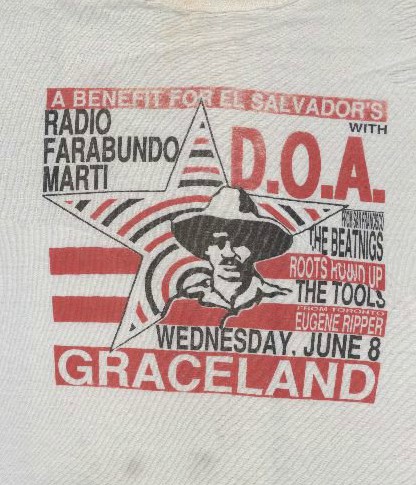 A BENEFIT FOR EL SALVADOR'S
RADIO
FARABUNDO
MARTI
WITH
D.O.A.
FROM SAN FRANCISCO
THE BEATNIGS
ROOTS ROUND UP
THE TOOLS
FROM TORONTO
EUGENE RIPPER
WEDNESDAY, JUNE 8
GRACELAND